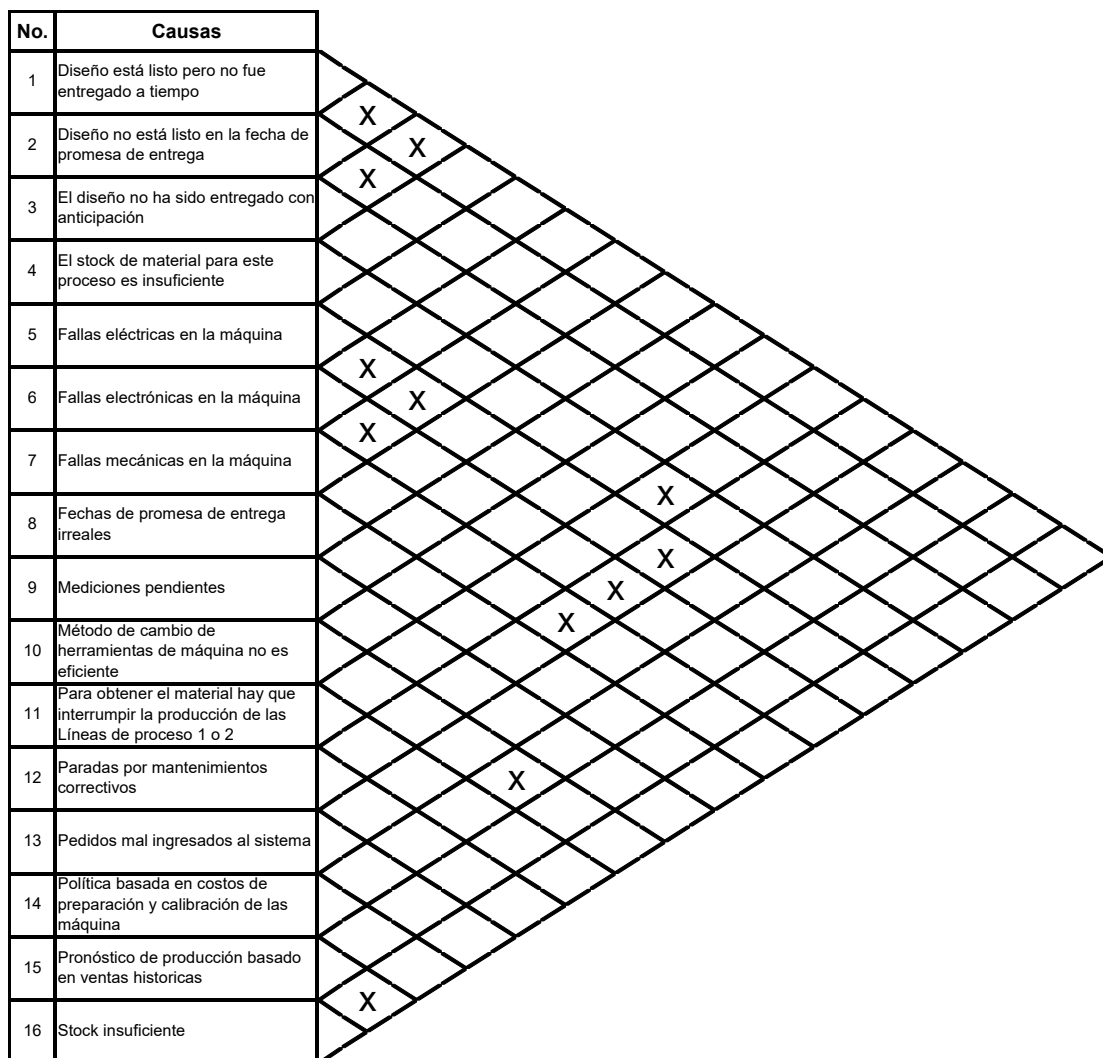 No. Causas
1 Diseño está listo pero no fue
entregado a tiempo
X
2 Diseño no está listo en la fecha de
promesa de entrega
X
X
3 El diseño no ha sido entregado con
anticipación
4 El stock de material para este
proceso es insuficiente
5 Fallas eléctricas en la máquina
X
6 Fallas electrónicas en la máquina
X
X
7 Fallas mecánicas en la máquina
X
8 Fechas de promesa de entrega
irreales
X
9 Mediciones pendientes
X
X
10 Método de cambio de
herramientas de máquina no es
eficiente
11 Para obtener el material hay que
interrumpir la producción de las
Líneas de proceso 1 o 2
12 Paradas por mantenimientos
correctivos
X
13 Pedidos mal ingresados al sistema
14 Política basada en costos de
preparación y calibración de las
máquina
15 Pronóstico de producción basado
en ventas historicas
X
16 Stock insuficiente